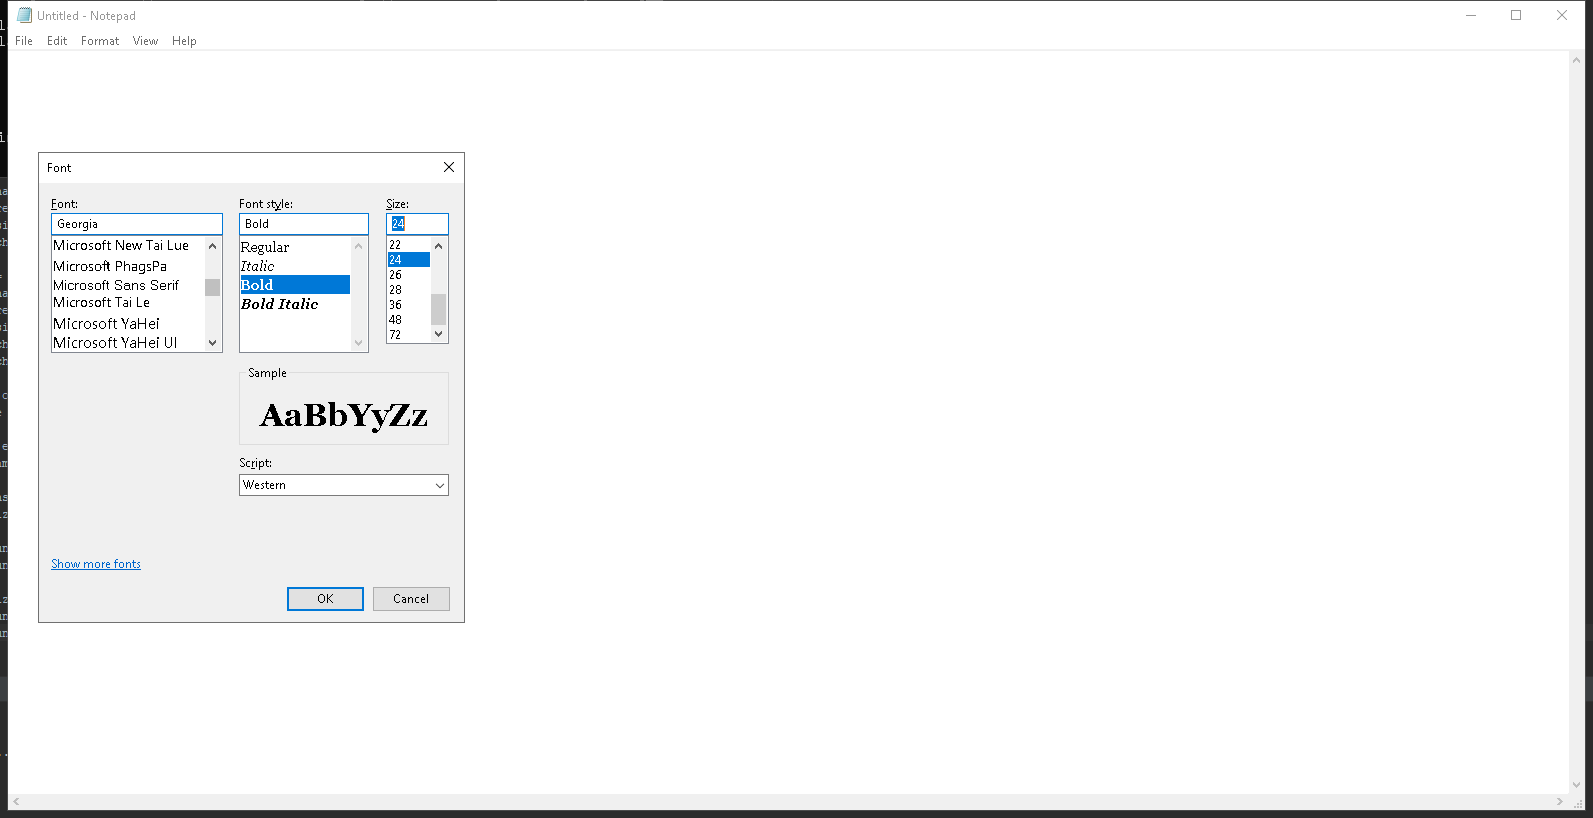 Untitled - Notepad
File Edit Format View Help
Font
Font: Font style: Size:
Georgia Bold 24
Microsoft New Tai Lue
Microsoft PhagsPa
Microsoft Sans Serif
Microsoft Tai Le
Microsoft YaHei
Microsoft YaHei UI
Regular
Italic
Bold
Bold Italic
22
24
26
28
36
48
72
Sample
AaBbYyZz
Script:
Western
Show more fonts
OK Cancel